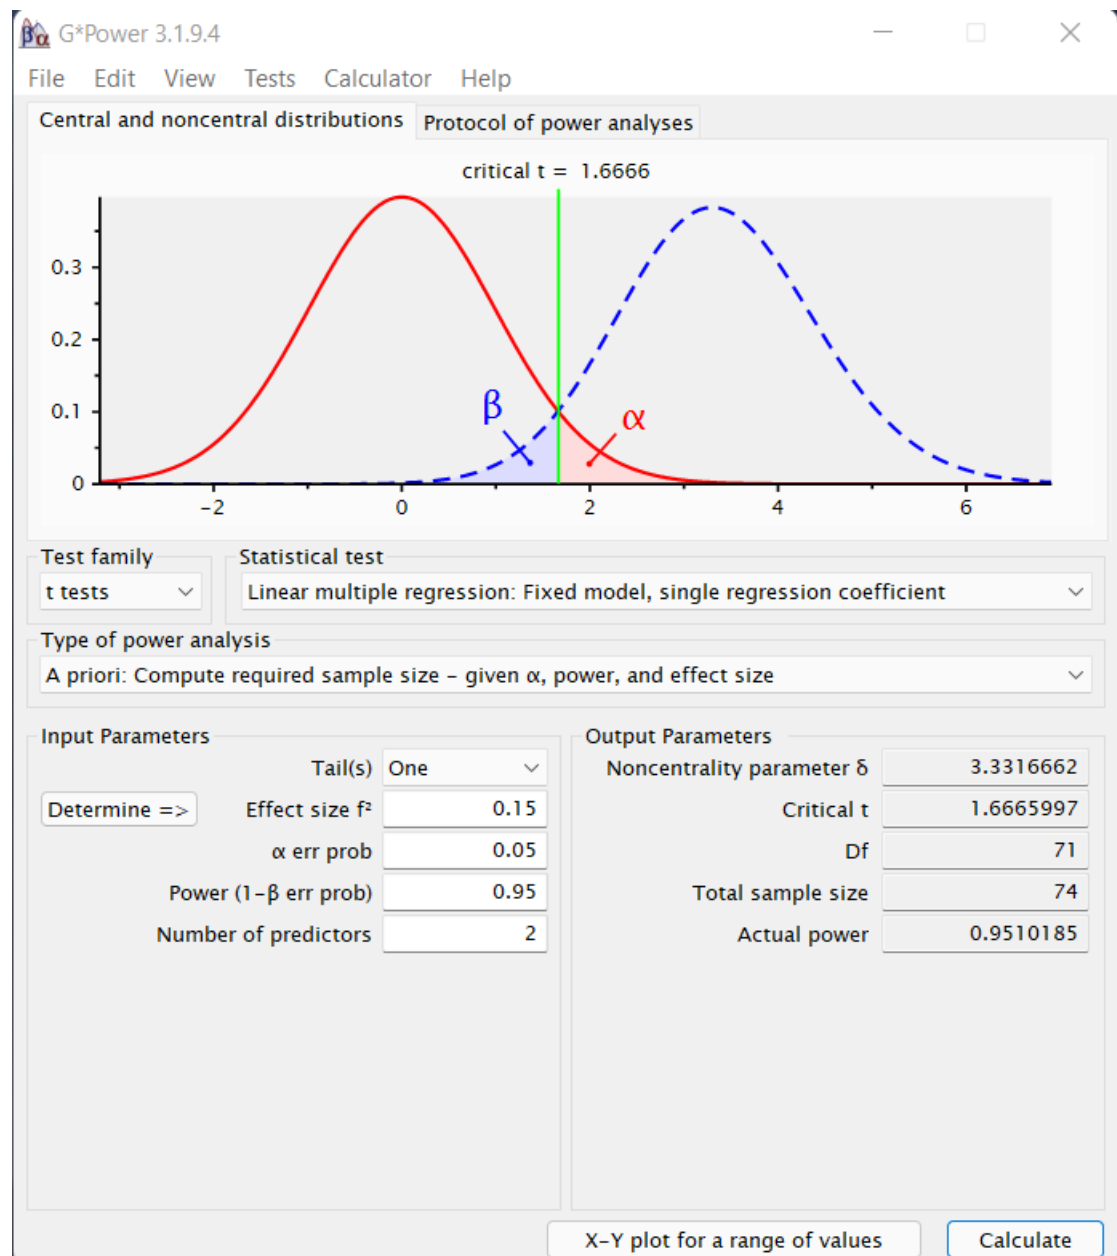 G*Power 3.1.9.4
File Edit View Tests Calculator Help
Central and noncentral distributions Protocol of power analyses
critical t = 1.6666
0.3
0.2
0.1
0
β
α
-2 0 2 4 6
Test family Statistical test
t tests Linear multiple regression: Fixed model, single regression coefficient
Type of power analysis
A priori: Compute required sample size – given α, power, and effect size
Input Parameters Output Parameters
Tail(s) One Noncentrality parameter δ 3.3316662
Determine => Effect size f² 0.15 Critical t 1.6665997
α err prob 0.05 Df 71
Power (1-β err prob) 0.95 Total sample size 74
Number of predictors 2 Actual power 0.9510185
X-Y plot for a range of values Calculate